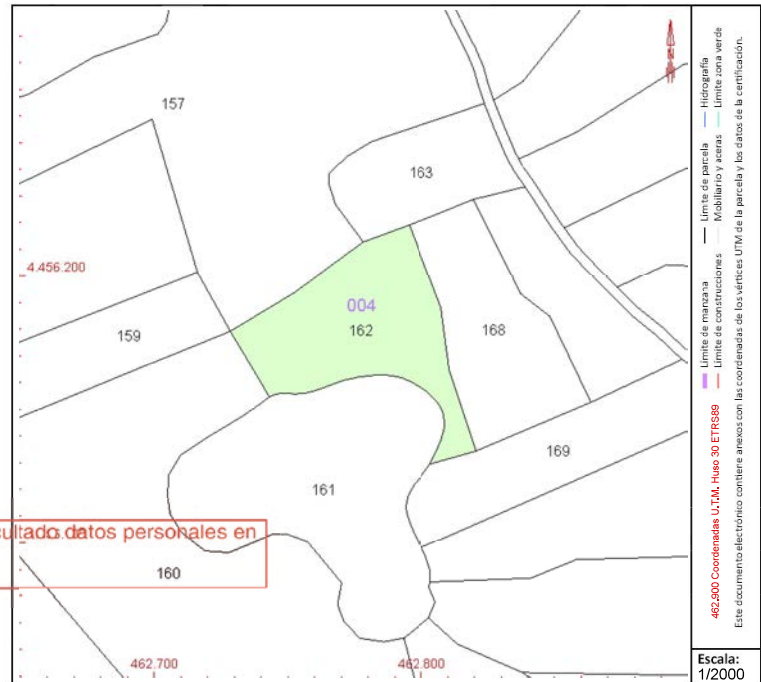 157
163
4.456.200
004
162
168
159
169
161
cultado datos personales en
160
462.700
462.800
Límite de manzana
Límite de parcela
Hidrografía
Límite de construcciones
Mobiliario y aceras
Límite zona verde
462.900 Coordenadas U.T.M. Huso 30 ETRS89
Este documento electrónico contiene anexos con las coordenadas de los vértices UTM de la parcela y los datos de la certificación.
Escala:
1/2000